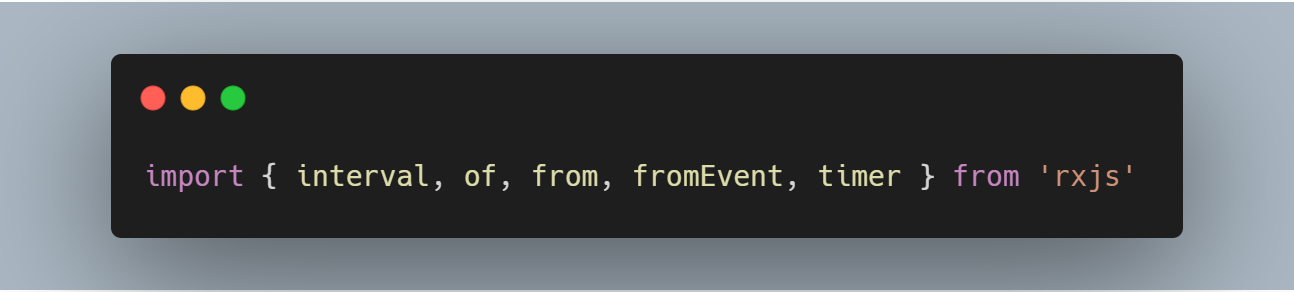 import { interval, of, from, fromEvent, timer } from 'rxjs'